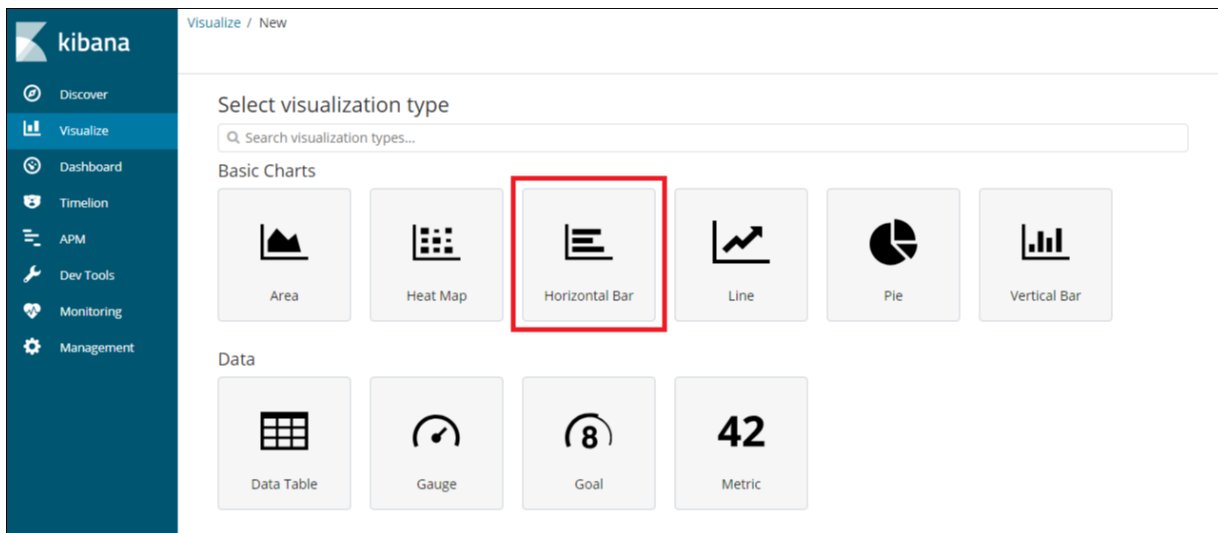 kibana
Discover
Visualize
Dashboard
Timelion
APM
Dev Tools
Monitoring
Management
Visualize / New
Select visualization type
Search visualization types...
Basic Charts
Area
Heat Map
Horizontal Bar
Line
Pie
Vertical Bar
Data
8
42
Data Table
Gauge
Goal
Metric